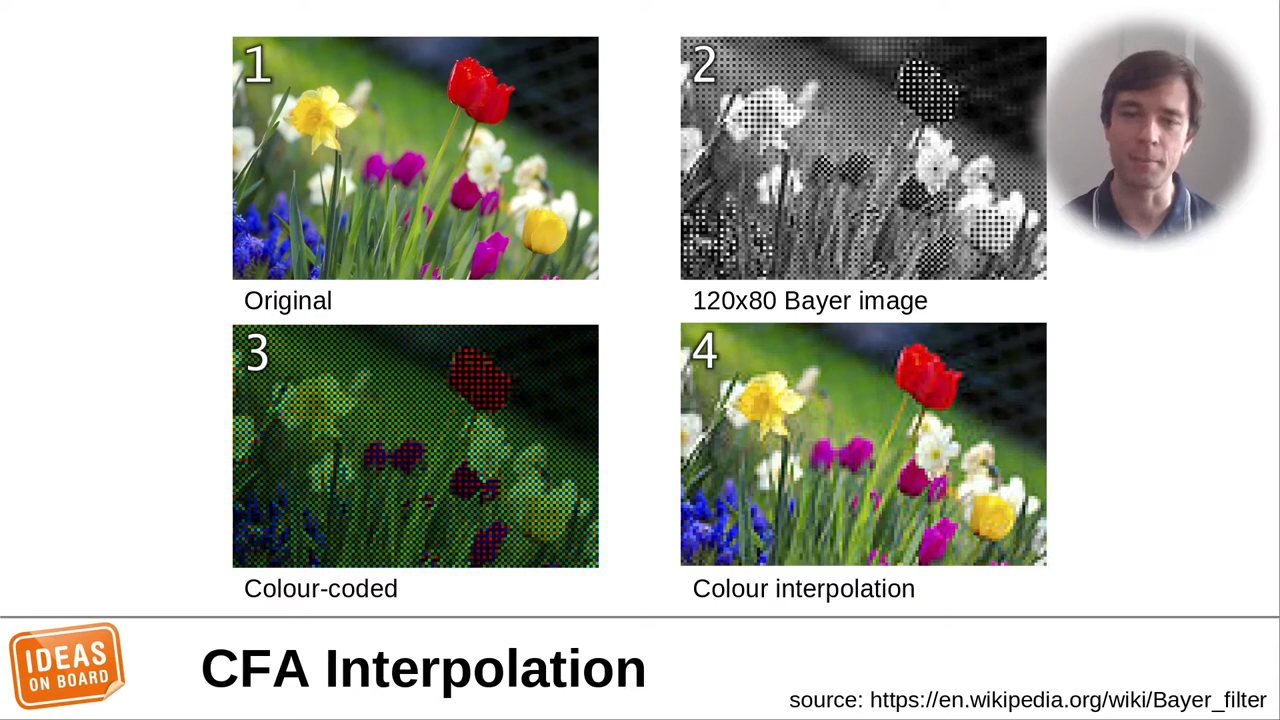 1
2
Original
120x80 Bayer image
3
4
Colour-coded
Colour interpolation
IDEAS
ON BOARD
CFA Interpolation
source: https://en.wikipedia.org/wiki/Bayer_filter